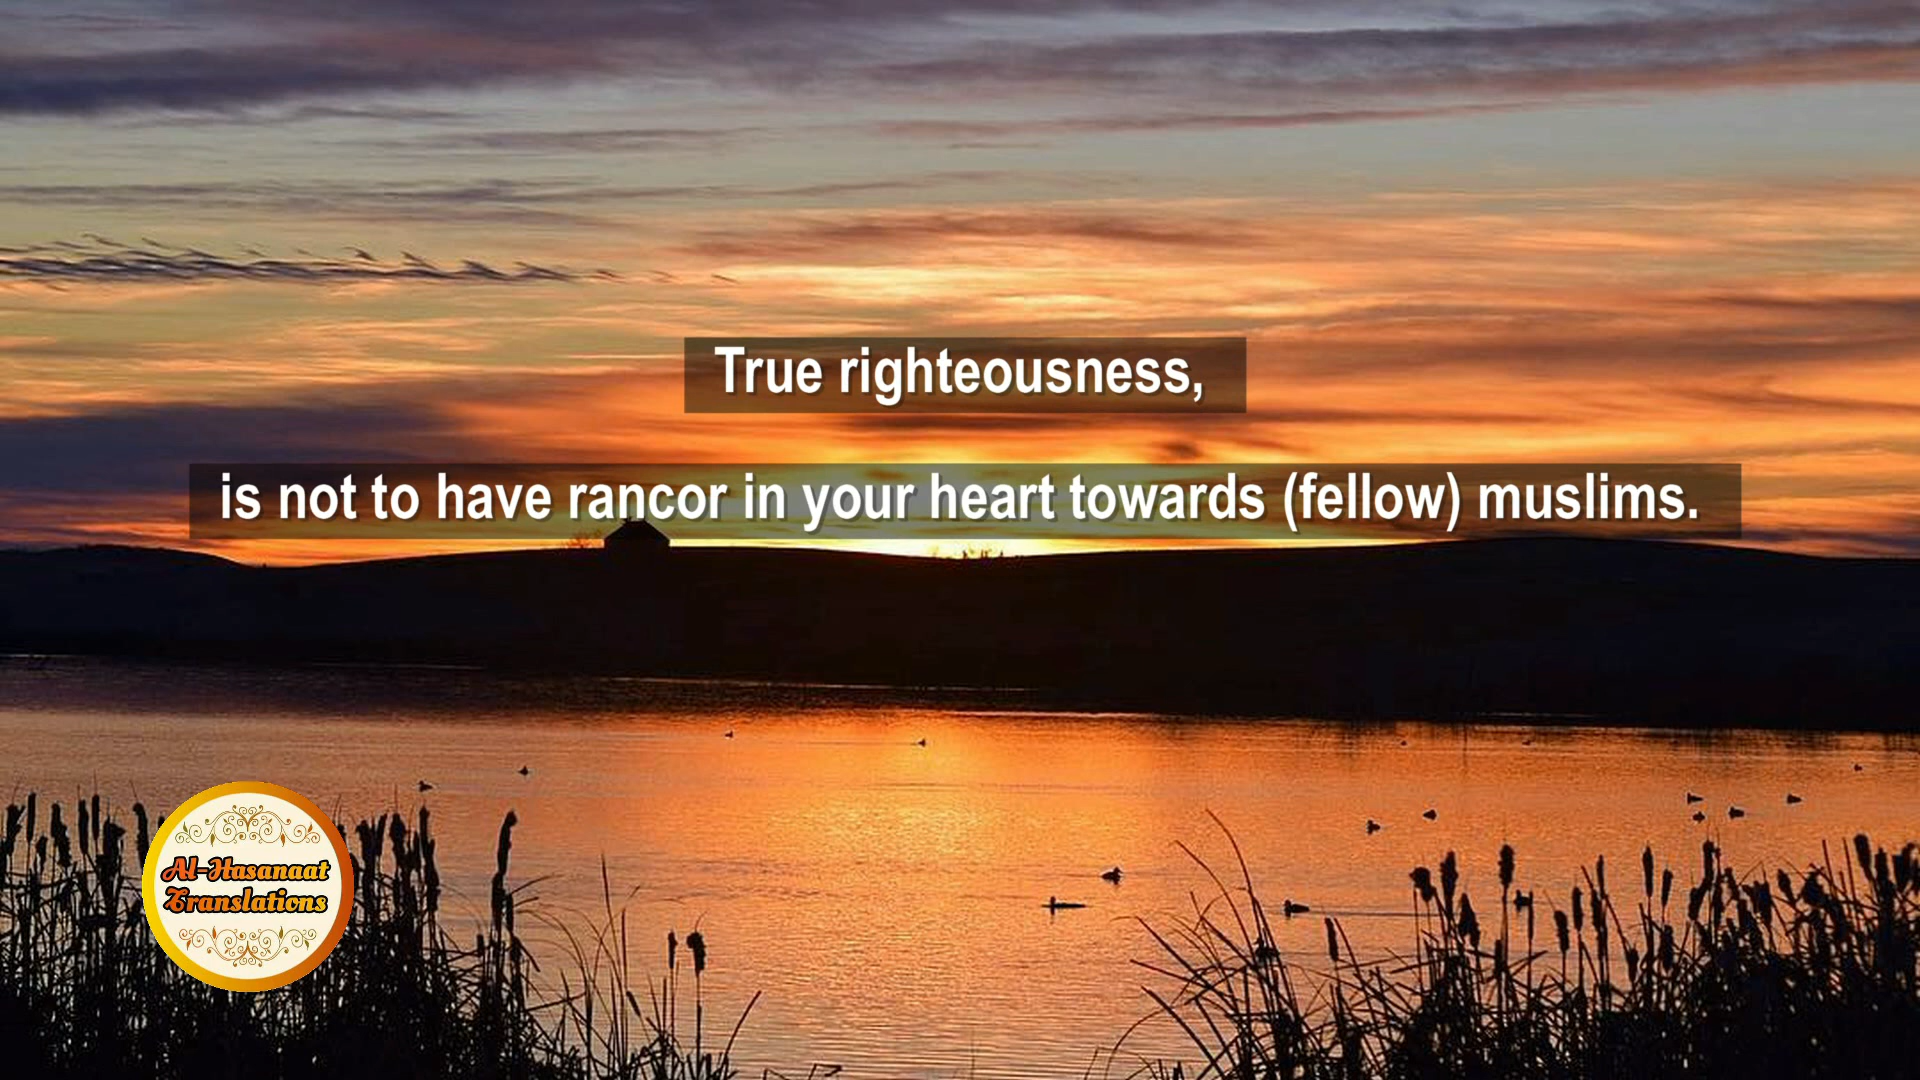 True righteousness,
is not to have rancor in your heart towards (fellow) muslims.
Al-Hasanaat
Translations